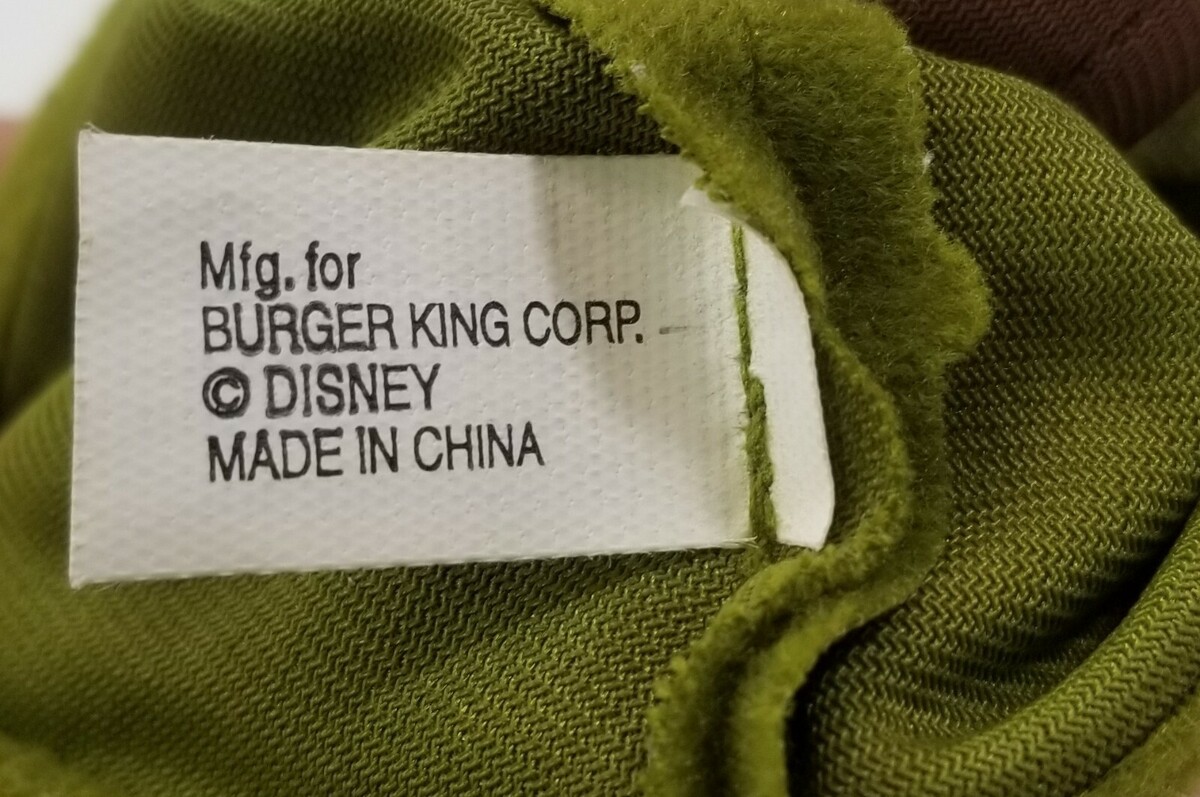 Mfg. for
BURGER KING CORP.
© DISNEY
MADE IN CHINA